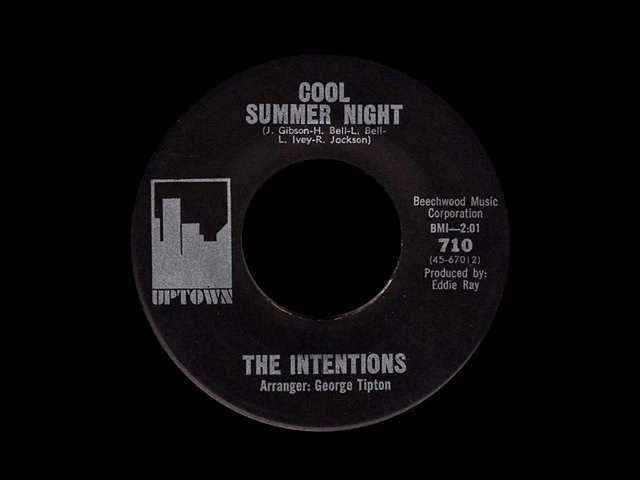 COOL
SUMMER NIGHT
(J. Gibson-H. Bell-L. Bell-
L. Ivey-R. Jackson)
UPTOWN
Beechwood Music
Corporation
BMI—2:01
710
(45-67012)
Produced by:
Eddie Ray
THE INTENTIONS
Arranger: George Tipton